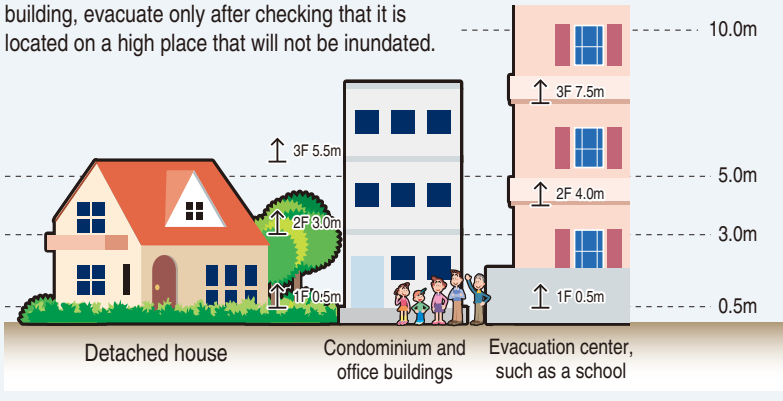 building, evacuate only after checking that it is
located on a high place that will not be inundated.
10.0m
3F 7.5m
3F 5.5m
5.0m
2F 4.0m
2F 3.0m
3.0m
1F 0.5m
1F 0.5m
0.5m
Detached house
Condominium and
office buildings
Evacuation center,
such as a school